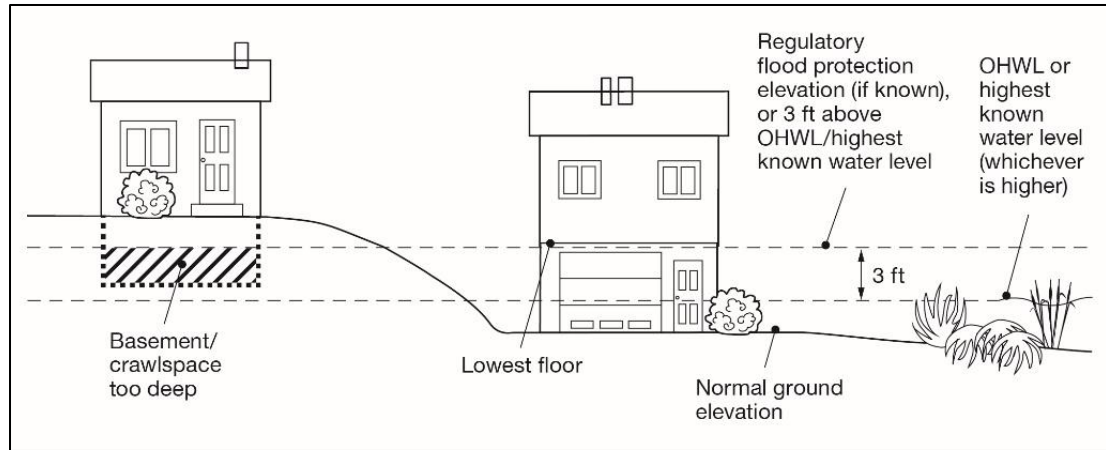 Regulatory
flood protection
elevation (if known),
or 3 ft above
OHWL/highest
known water level
OHWL or
highest
known
water level
(whichever
is higher)
3 ft
Basement/
crawlspace
too deep
Lowest floor
Normal ground
elevation